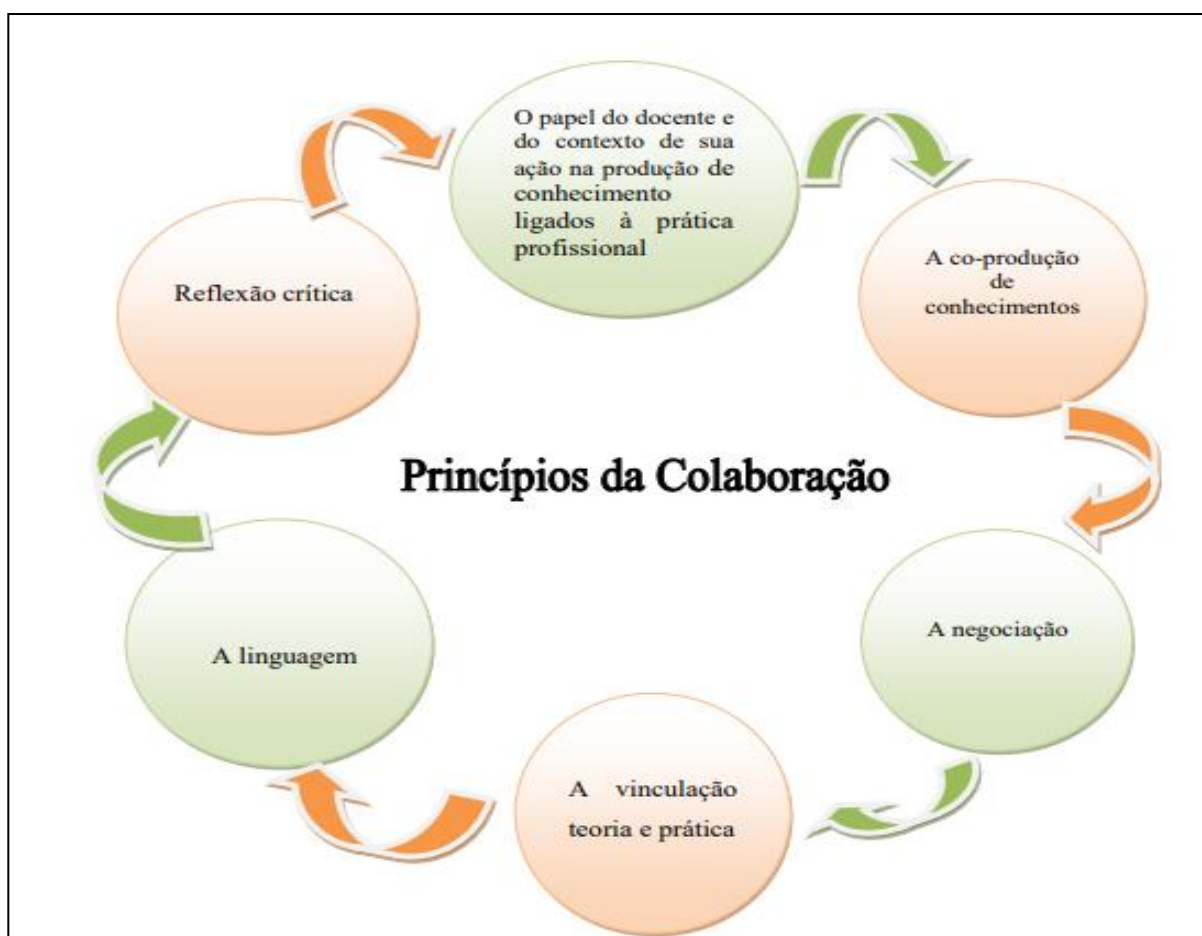 O papel do docente e
do contexto de sua
ação na produção de
conhecimento
ligados à prática
profissional
A co-produção
de
conhecimentos
Reflexão crítica
Princípios da Colaboração
A negociação
A linguagem
A vinculação
teoria e prática